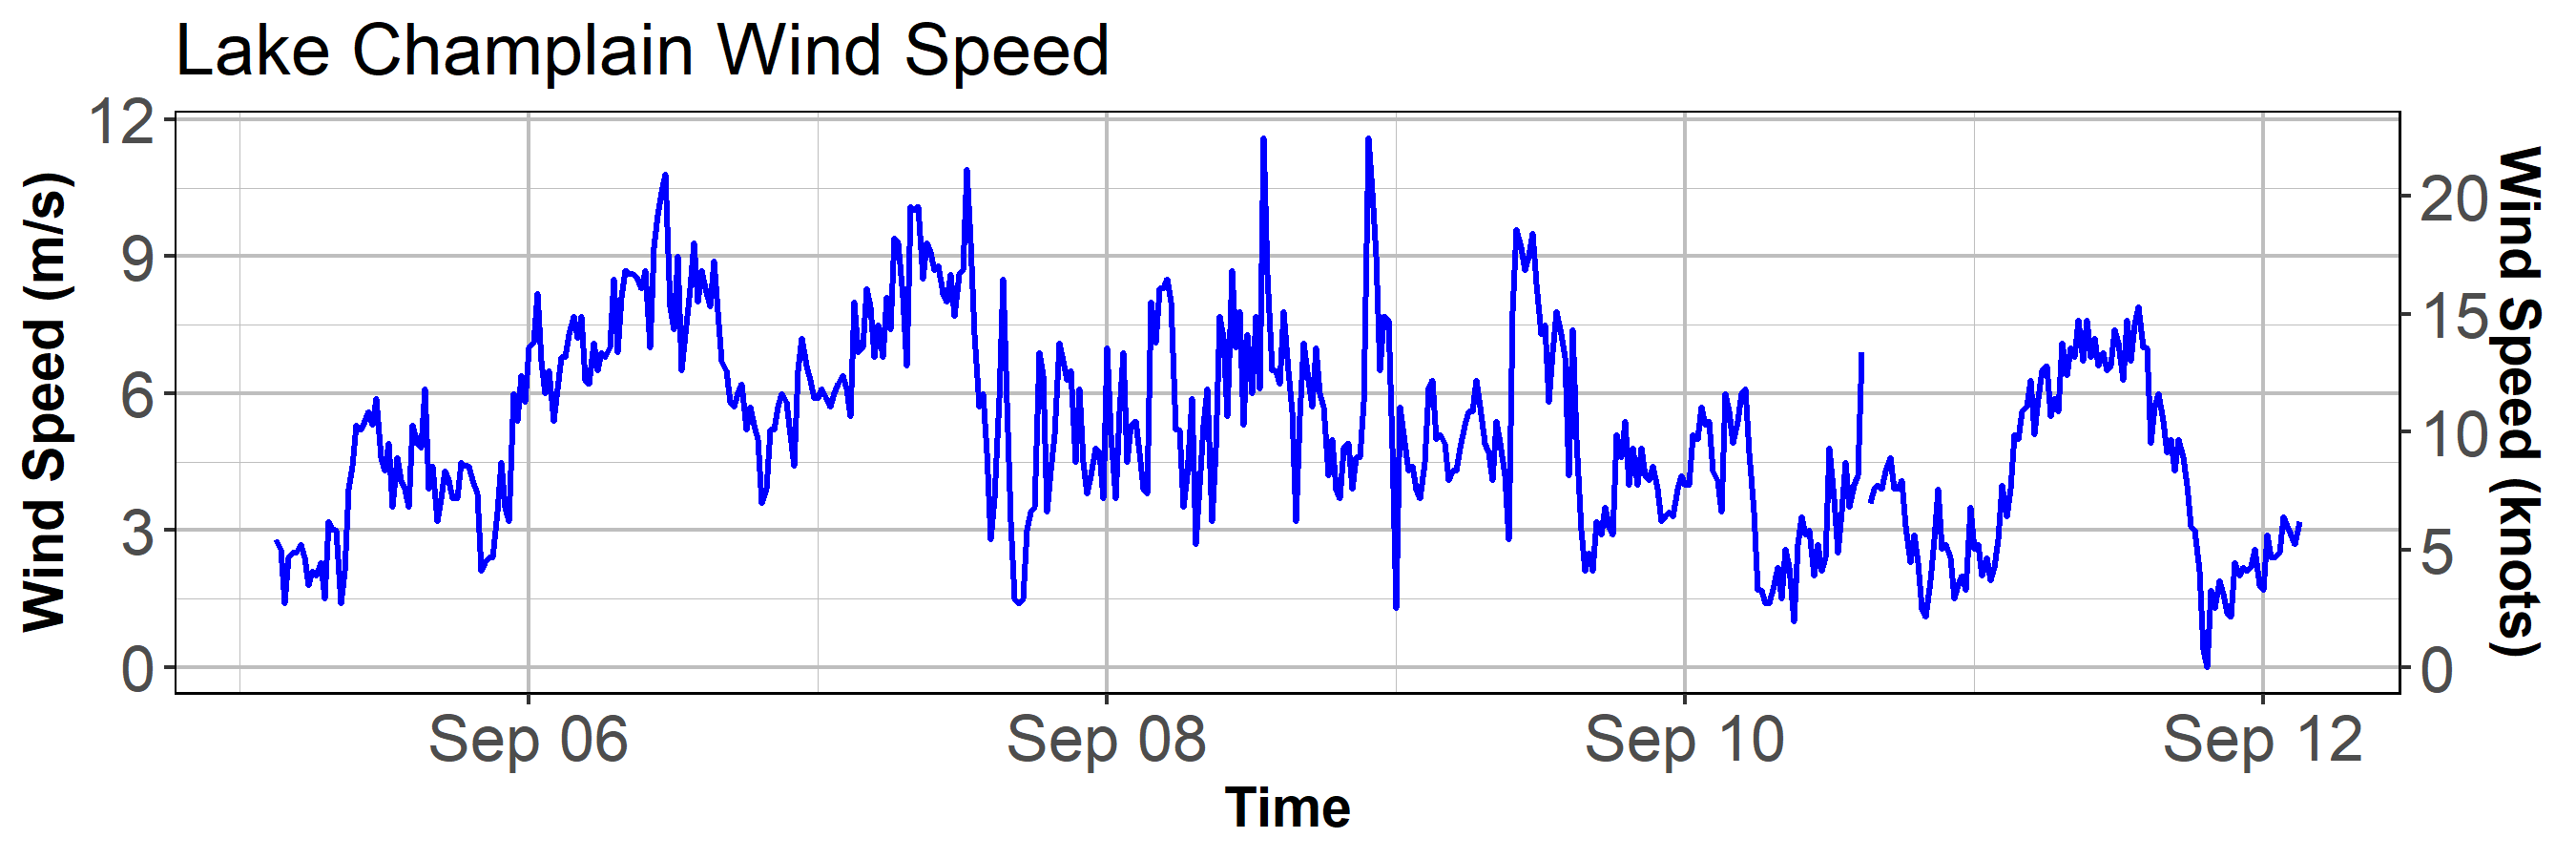 Lake Champlain Wind Speed
12
9
6
3
0
Wind Speed (m/s)
20
15
10
5
0
Wind Speed (knots)
Sep 06
Sep 08
Sep 10
Sep 12
Time